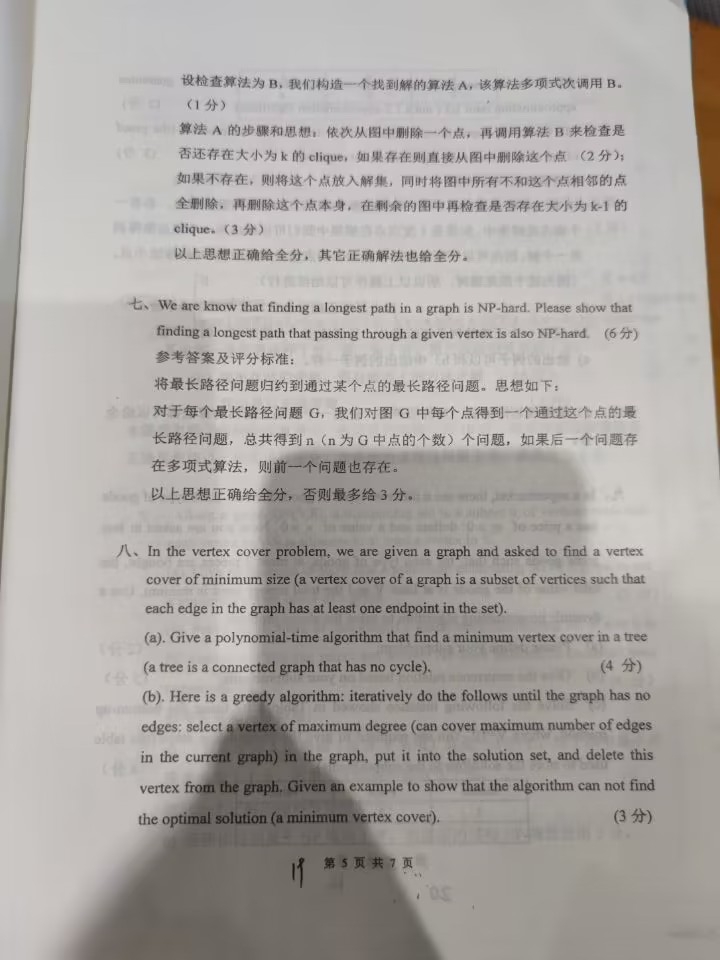 设检查算法为 B，我们构造一个找到解的算法 A，该算法多项式次调用 B。
（1 分）
算法 A 的步骤和思想：依次从图中删除一个点，再调用算法 B 来检查是
否还存在大小为 k 的 clique，如果存在则直接从图中删除这个点 （2 分）；
如果不存在，则将这个点放入解集，同时将图中所有不和这个点相邻的点
全删除，再删除这个点本身，在剩余的图中再检查是否存在大小为 k-1 的
clique。（3 分）
以上思想正确给全分，其它正确解法也给全分。
七、We are know that finding a longest path in a graph is NP-hard. Please show that
finding a longest path that passing through a given vertex is also NP-hard. (6 分)
参考答案及评分标准：
将最长路径问题归约到通过某个点的最长路径问题。思想如下：
对于每个最长路径问题 G，我们对图 G 中每个点得到一个通过这个点的最
长路径问题，总共得到 n（n 为 G 中点的个数）个问题，如果后一个问题存
在多项式算法，则前一个问题也存在。
以上思想正确给全分，否则最多给 3 分。
八、In the vertex cover problem, we are given a graph and asked to find a vertex
cover of minimum size (a vertex cover of a graph is a subset of vertices such that
each edge in the graph has at least one endpoint in the set).
(a). Give a polynomial-time algorithm that find a minimum vertex cover in a tree
(a tree is a connected graph that has no cycle). (4 分)
(b). Here is a greedy algorithm: iteratively do the follows until the graph has no
edges: select a vertex of maximum degree (can cover maximum number of edges
in the current graph) in the graph, put it into the solution set, and delete this
vertex from the graph. Given an example to show that the algorithm can not find
the optimal solution (a minimum vertex cover). (3 分)
19 第 5 页 共 7 页